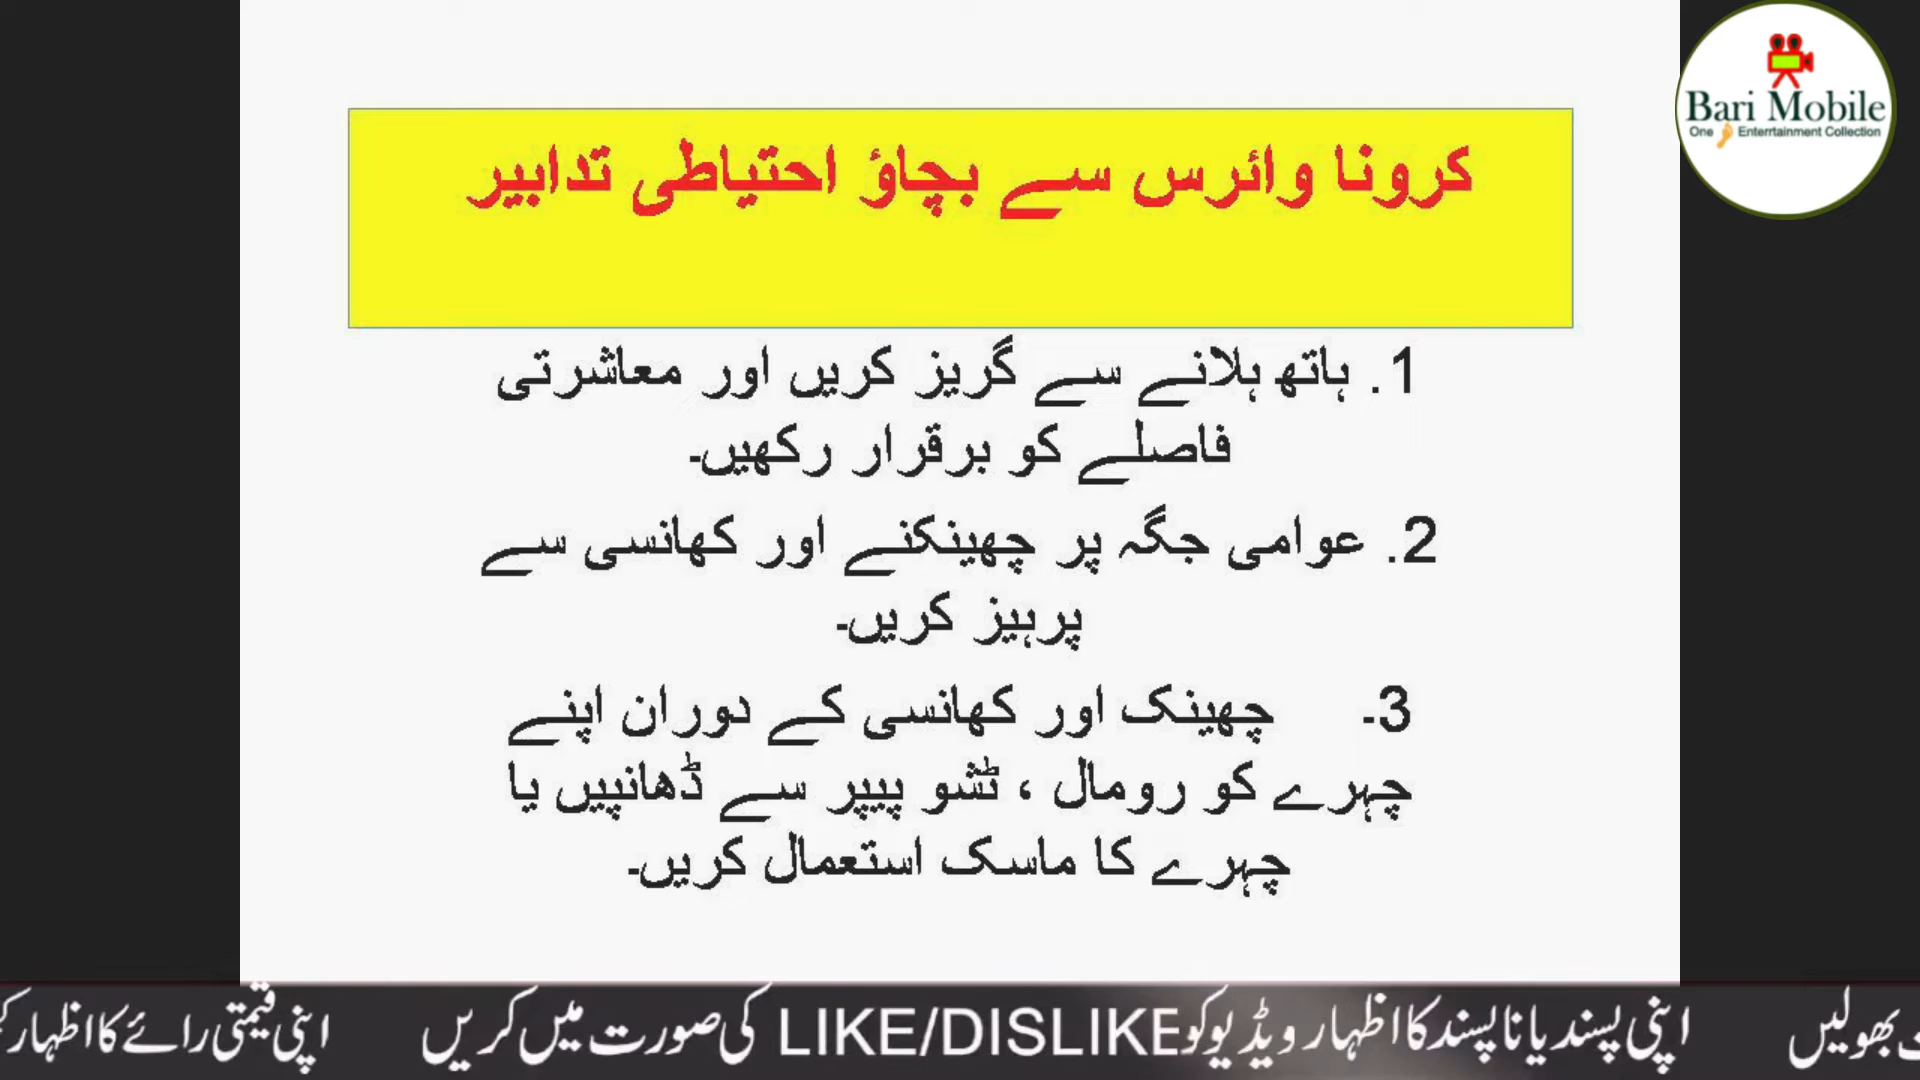 Bari Mobile
One Enterrtainment Collection
کرونا وائرس سے بچاؤ احتیاطی تدابیر
1. ہاتھ ہلانے سے گریز کریں اور معاشرتی
فاصلے کو برقرار رکھیں۔
2. عوامی جگہ پر چھینکنے اور کھانسی سے
پرہیز کریں۔
3۔ چھینک اور کھانسی کے دوران اپنے
چہرے کو رومال ، ٹشو پیپر سے ڈھانپیں یا
چہرے کا ماسک استعمال کریں۔
بھولیں اپنی پسند یا ناپسند کا اظہار ویڈیو کو LIKE/DISLIKE کی صورت میں کریں اپنی قیمتی رائے کا اظہار